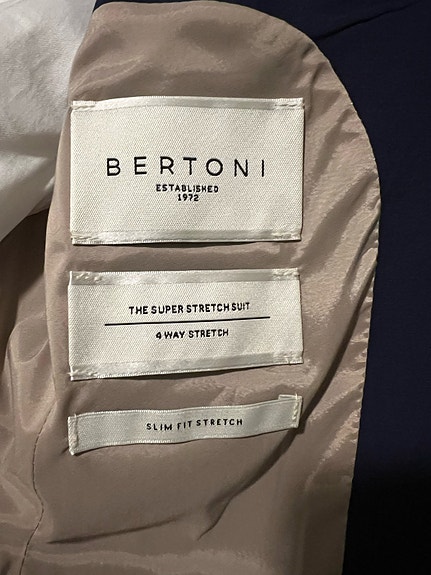 BERTONI
ESTABLISHED
1972
THE SUPER STRETCH SUIT
4 WAY STRETCH
SLIM FIT STRETCH